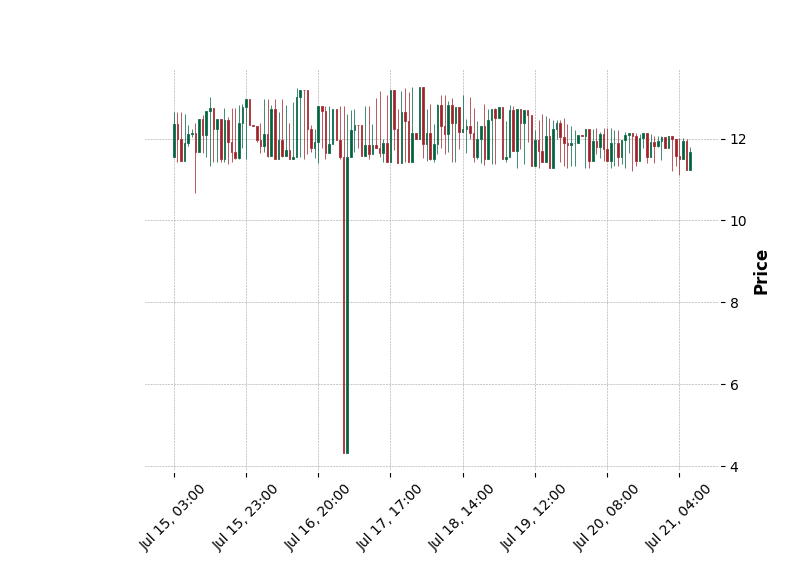 12
10
8
6
4
Price
Jul 15, 03:00
Jul 15, 23:00
Jul 16, 20:00
Jul 17, 17:00
Jul 18, 14:00
Jul 19, 12:00
Jul 20, 08:00
Jul 21, 04:00